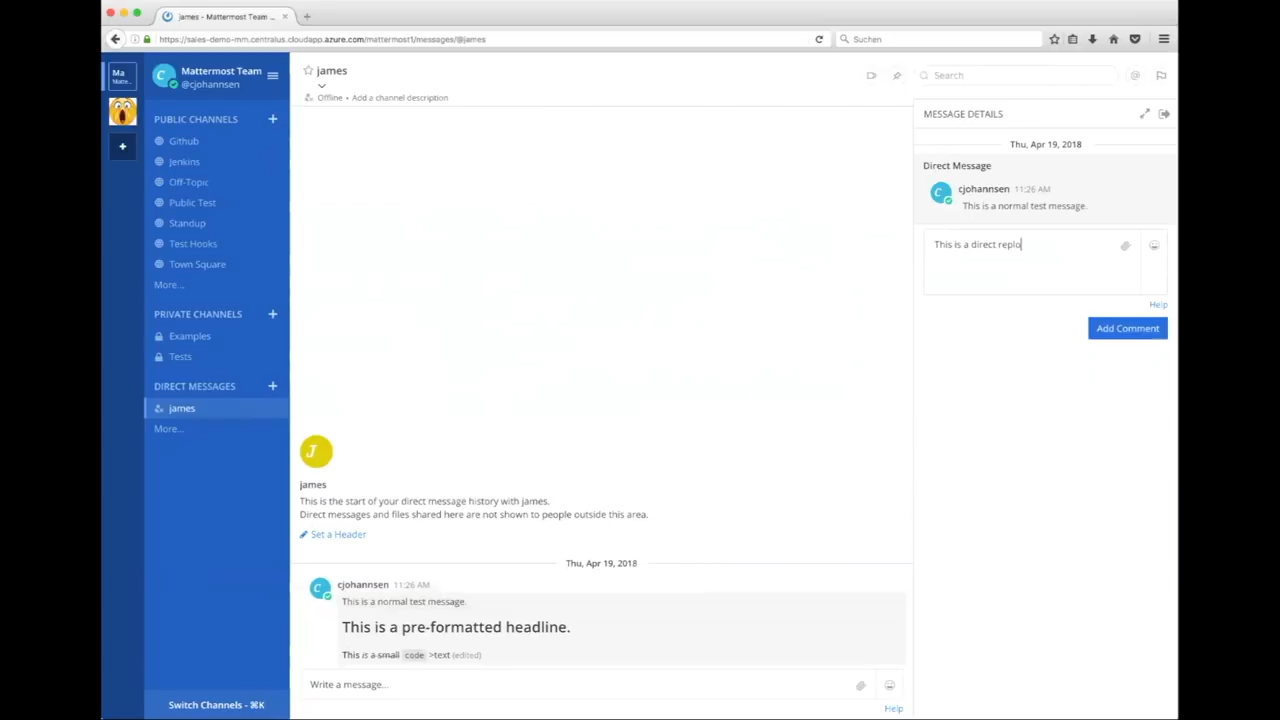 james - Mattermost Team ...
https://sales-demo-mm.centralus.cloudapp.azure.com/mattermost1/messages/@james
Suchen
Ma
Matte...
C
Mattermost Team
@cjohannsen
PUBLIC CHANNELS
Github
Jenkins
Off-Topic
Public Test
Standup
Test Hooks
Town Square
More...
PRIVATE CHANNELS
Examples
Tests
DIRECT MESSAGES
james
More...
Switch Channels - ⌘K
james
Offline • Add a channel description
Search
J
james
This is the start of your direct message history with james.
Direct messages and files shared here are not shown to people outside this area.
Set a Header
Thu, Apr 19, 2018
C
cjohannsen 11:26 AM
This is a normal test message.
This is a pre-formatted headline.
This is a small code >text (edited)
Write a message...
Help
MESSAGE DETAILS
Thu, Apr 19, 2018
Direct Message
C
cjohannsen 11:26 AM
This is a normal test message.
This is a direct replo
Help
Add Comment